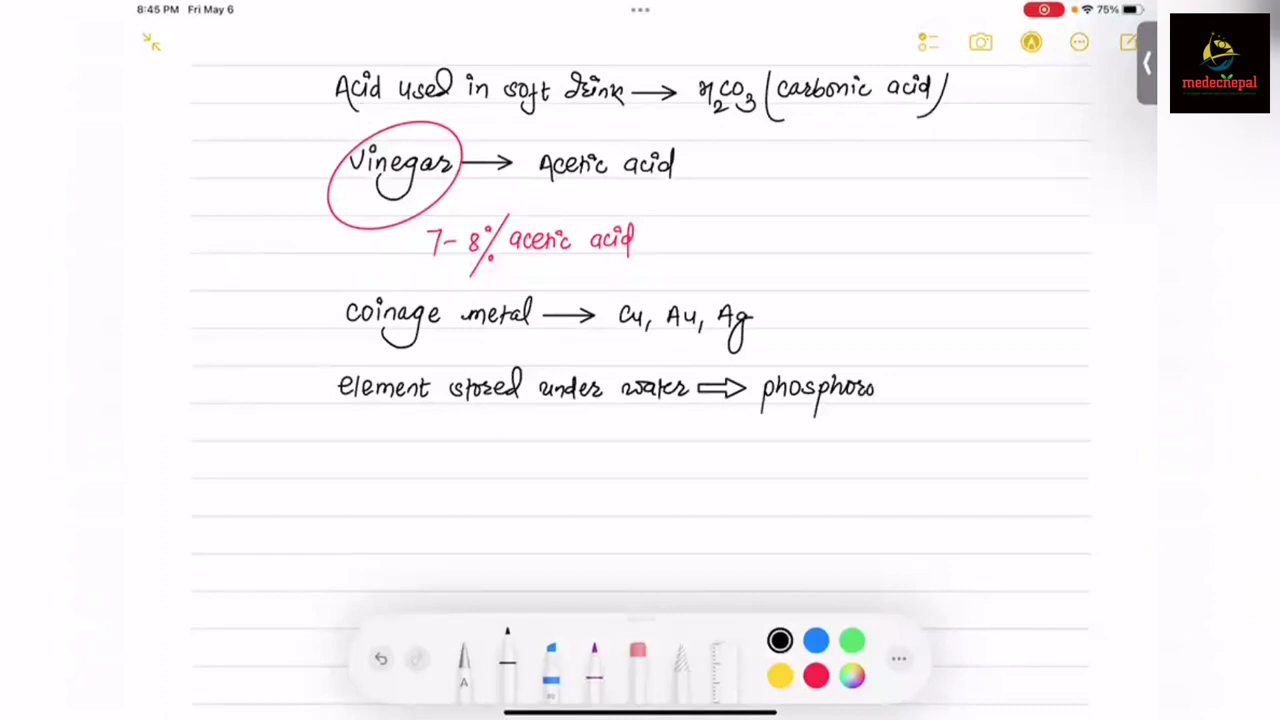 8:45 PM Fri May 6
75%
medecnepal
Acid used in soft drink → H2CO3 (carbonic acid)
Vinegar → Acetic acid
7-8% acetic acid
coinage metal → Cu, Au, Ag
element stored under water ⇒ phosphoro
A